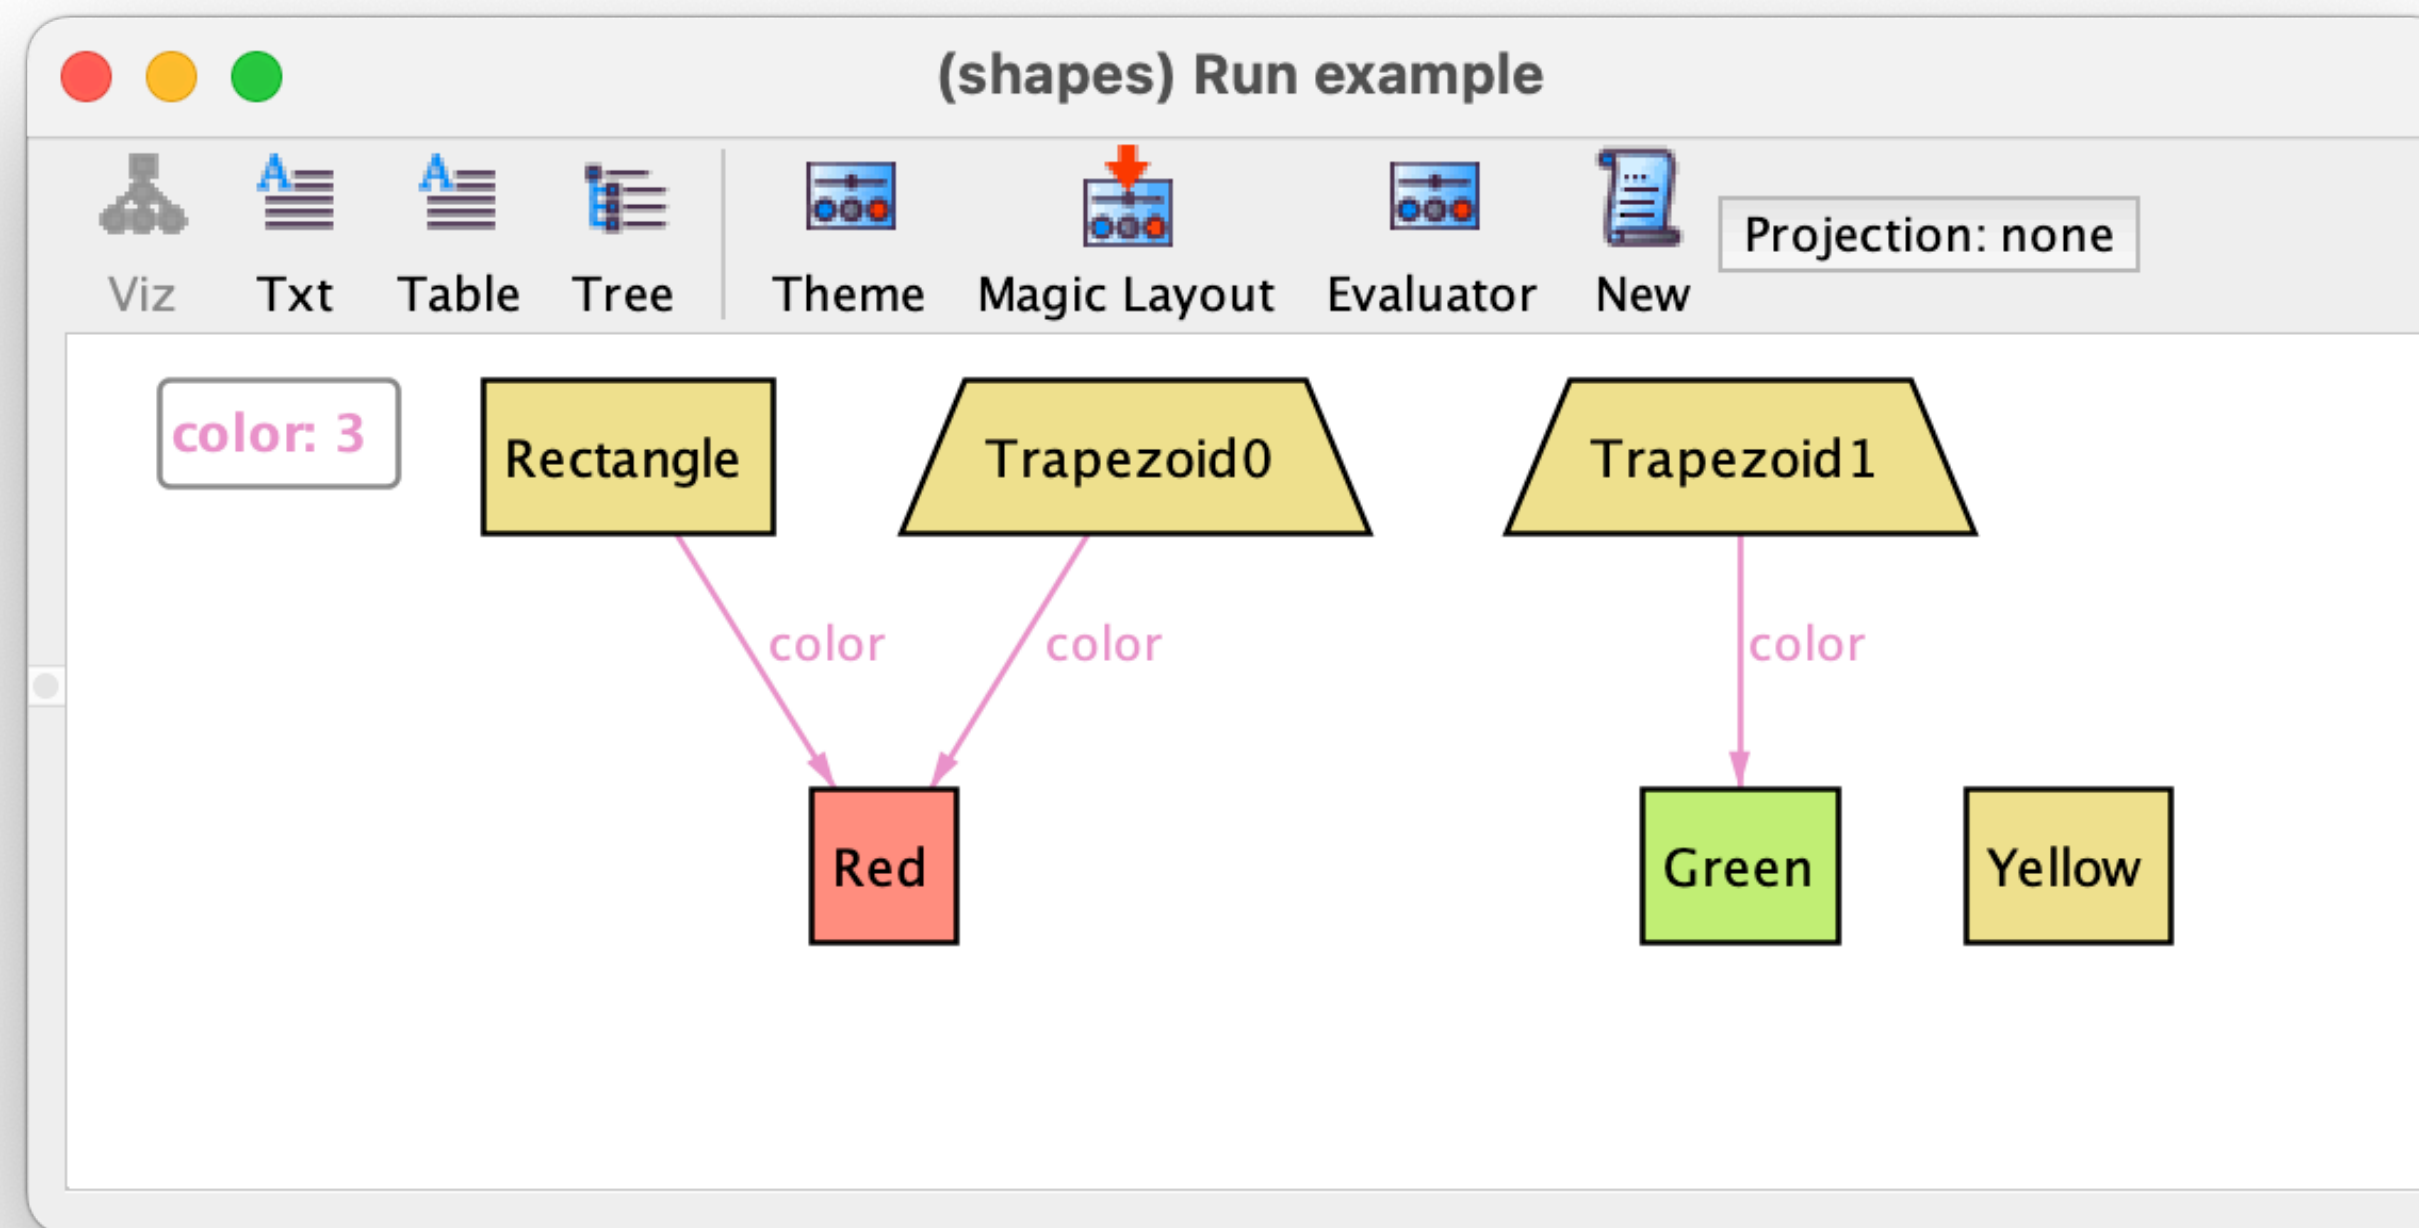 (shapes) Run example
Viz Txt Table Tree Theme Magic Layout Evaluator New Projection: none
color: 3 Rectangle Trapezoid0 Trapezoid1
color color color
Red Green Yellow